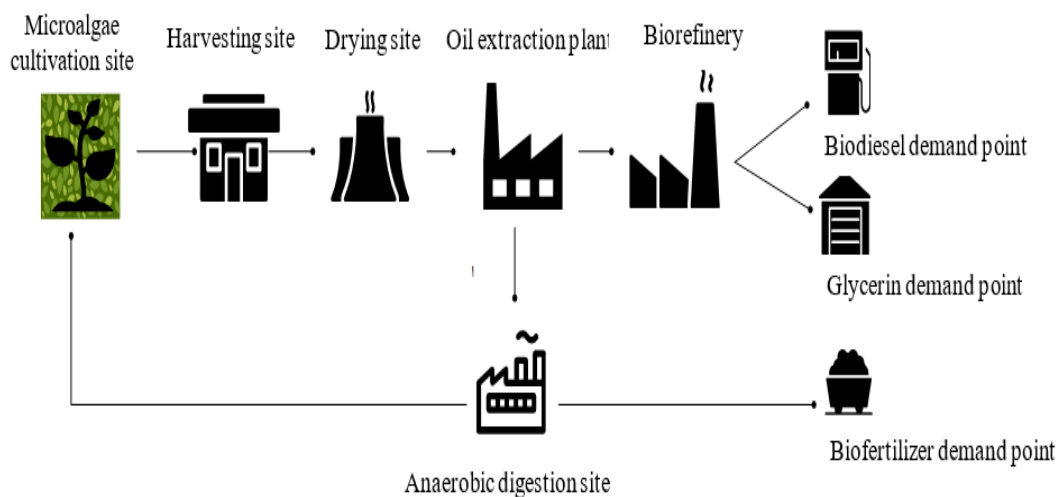 Microalgae
cultivation site
Harvesting site
Drying site
Oil extraction plant
Biorefinery
Biodiesel demand point
Glycerin demand point
Biofertilizer demand point
Anaerobic digestion site